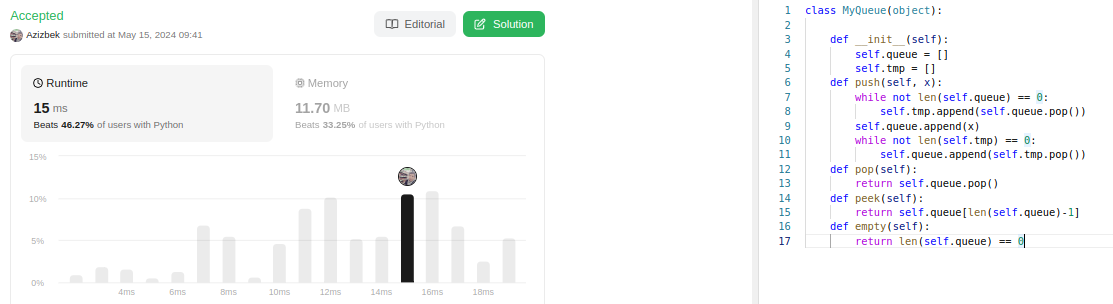 Accepted
Azizbek submitted at May 15, 2024 09:41
Editorial
Solution
Runtime
15 ms
Beats 46.27% of users with Python
Memory
11.70 MB
Beats 33.25% of users with Python
15%
10%
5%
0%
4ms 6ms 8ms 10ms 12ms 14ms 16ms 18ms
1 class MyQueue(object):
2
3     def __init__(self):
4         self.queue = []
5         self.tmp = []
6     def push(self, x):
7         while not len(self.queue) == 0:
8             self.tmp.append(self.queue.pop())
9         self.queue.append(x)
10         while not len(self.tmp) == 0:
11             self.queue.append(self.tmp.pop())
12     def pop(self):
13         return self.queue.pop()
14     def peek(self):
15         return self.queue[len(self.queue)-1]
16     def empty(self):
17         return len(self.queue) == 0